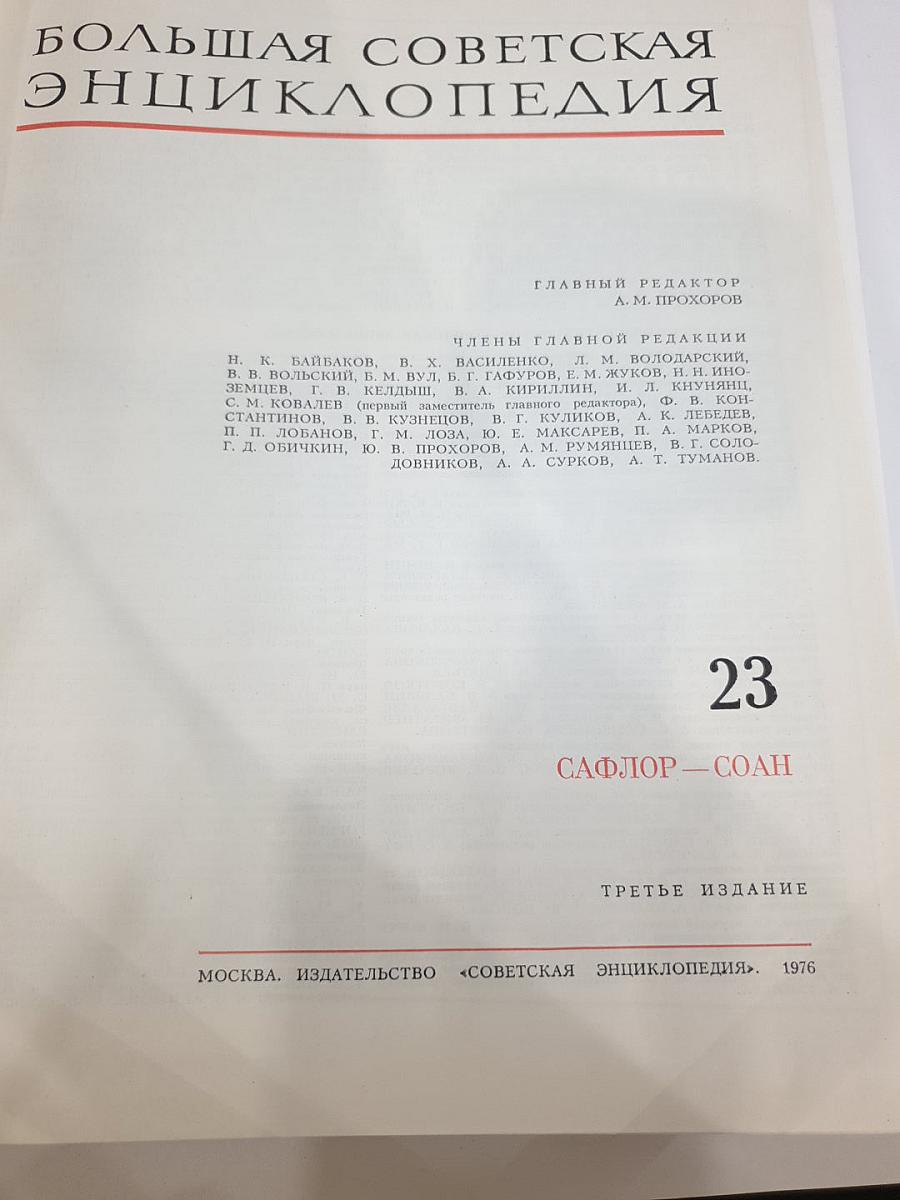 БОЛЬШАЯ СОВЕТСКАЯ
ЭНЦИКЛОПЕДИЯ
ГЛАВНЫЙ РЕДАКТОР
А. М. ПРОХОРОВ
ЧЛЕНЫ ГЛАВНОЙ РЕДАКЦИИ
Н. К. БАЙБАКОВ, В. Х. ВАСИЛЕНКО, Л. М. ВОЛОДАРСКИЙ,
В. В. ВОЛЬСКИЙ, Б. М. ВУЛ, Б. Г. ГАФУРОВ, Е. М. ЖУКОВ, Н. Н. ИНО-
ЗЕМЦЕВ, Г. В. КЕЛДЫШ, В. А. КИРИЛЛИН, И. Л. КНУНЯНЦ,
С. М. КОВАЛЕВ (первый заместитель главного редактора), Ф. В. КОН-
СТАНТИНОВ, В. В. КУЗНЕЦОВ, В. Г. КУЛИКОВ, А. К. ЛЕБЕДЕВ,
П. П. ЛОБАНОВ, Г. М. ЛОЗА, Ю. Е. МАКСАРЕВ, П. А. МАРКОВ,
Г. Д. ОБИЧКИН, Ю. В. ПРОХОРОВ, А. М. РУМЯНЦЕВ, В. Г. СОЛО-
ДОВНИКОВ, А. А. СУРКОВ, А. Т. ТУМАНОВ.
23
САФЛОР — СОАН
ТРЕТЬЕ ИЗДАНИЕ
МОСКВА. ИЗДАТЕЛЬСТВО «СОВЕТСКАЯ ЭНЦИКЛОПЕДИЯ». 1976